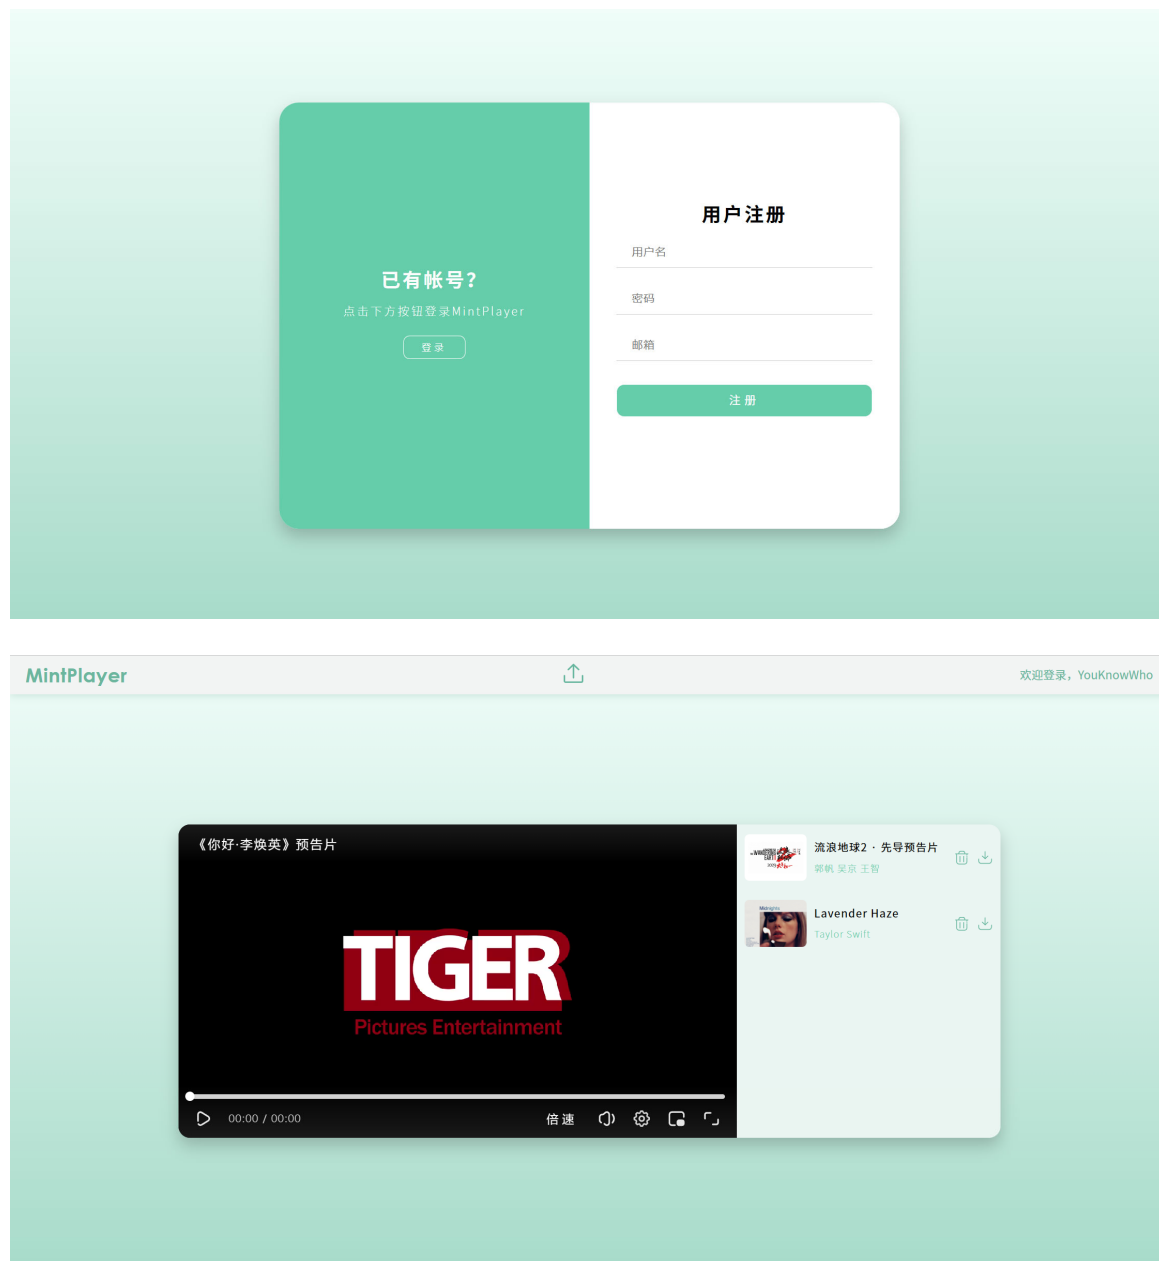 用户注册
用户名
密码
邮箱
注册
已有帐号?
点击下方按钮登录MintPlayer
登录
MintPlayer
欢迎登录，YouKnowWho
《你好·李焕英》预告片
TIGER
Pictures Entertainment
00:00 / 00:00
倍速
流浪地球2 · 先导预告片
郭帆 吴京 王智
Midnights
Lavender Haze
Taylor Swift